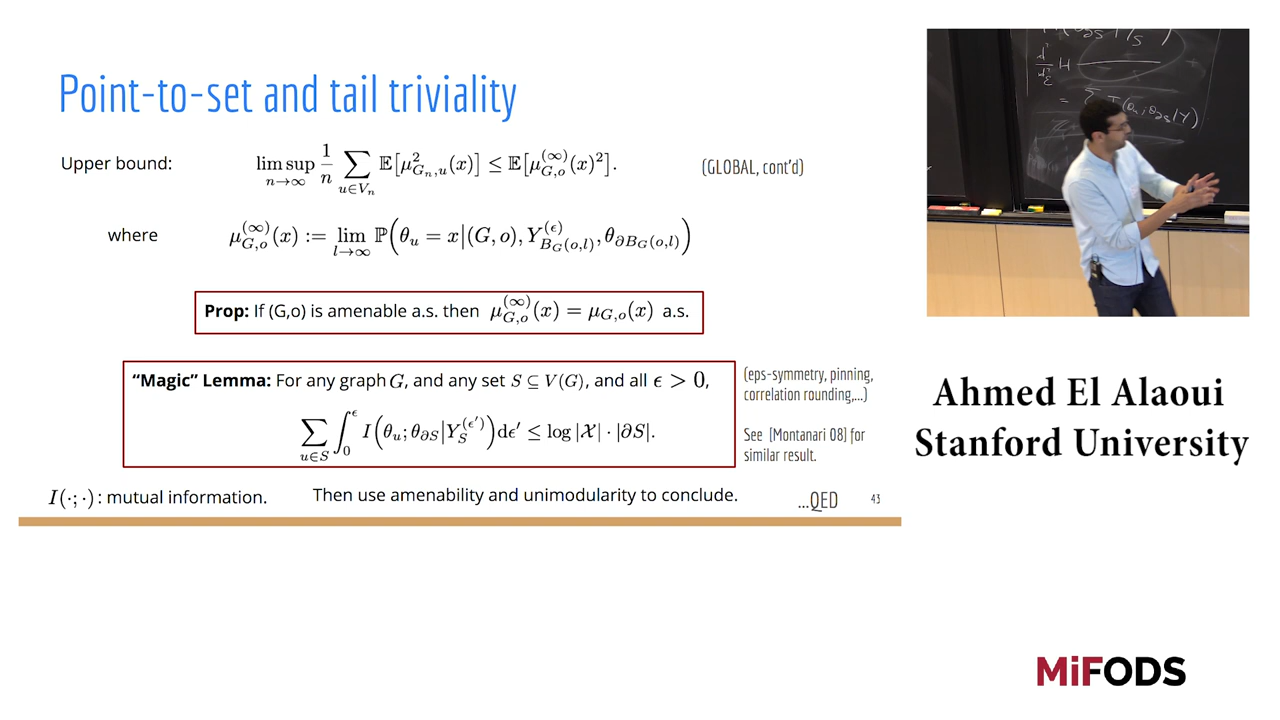 Point-to-set and tail triviality
Upper bound: lim sup_{n→∞} 1/n ∑_{u∈V_n} 𝔼[μ²_{G_n,u}(x)] ≤ 𝔼[μ^{(∞)}_{G,o}(x)²]. (GLOBAL, cont'd)
where μ^{(∞)}_{G,o}(x) := lim_{l→∞} ℙ(θ_u = x|(G, o), Y^{(ϵ)}_{B_G(o,l)}, θ_{∂B_G(o,l)})
Prop: If (G,o) is amenable a.s. then μ^{(∞)}_{G,o}(x) = μ_{G,o}(x) a.s.
“Magic” Lemma: For any graph G, and any set S ⊆ V(G), and all ϵ > 0,
∑_{u∈S} ∫_0^ϵ I(θ_u; θ_{∂S}|Y_S^{(ϵ′)})dϵ′ ≤ log |𝒳| · |∂S|.
(eps-symmetry, pinning,
correlation rounding,...)
See [Montanari 08] for
similar result.
I(·; ·) : mutual information. Then use amenability and unimodularity to conclude. ...QED 43
Ahmed El Alaoui
Stanford University
MiFODS